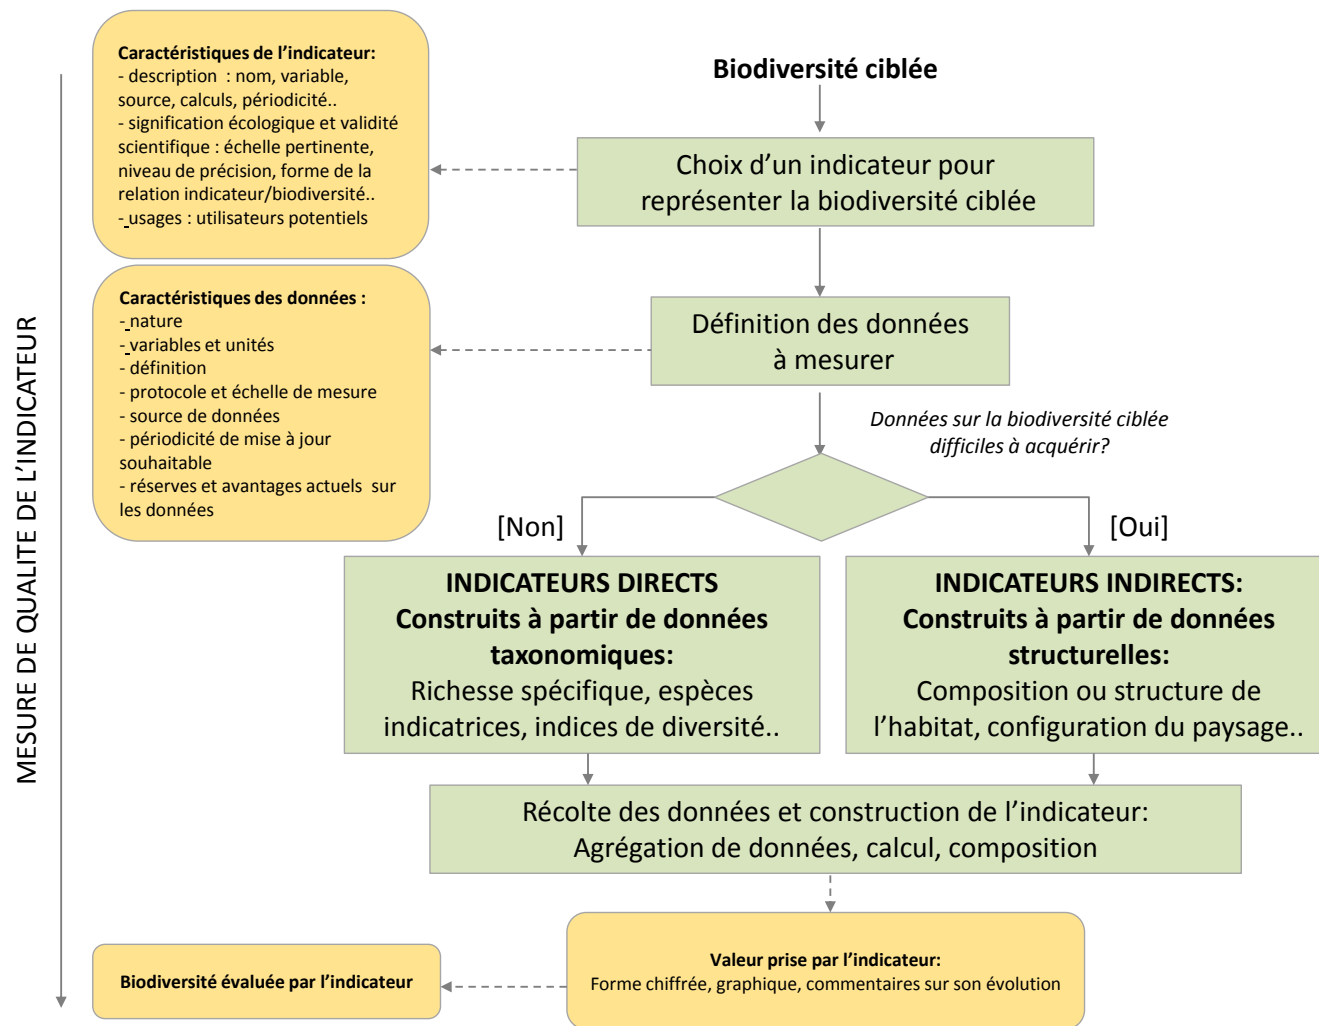 MESURE DE QUALITE DE L'INDICATEUR
Caractéristiques de l'indicateur:
- description : nom, variable,
source, calculs, périodicité..
- signification écologique et validité
scientifique : échelle pertinente,
niveau de précision, forme de la
relation indicateur/biodiversité..
- usages : utilisateurs potentiels
Biodiversité ciblée
Choix d'un indicateur pour
représenter la biodiversité ciblée
Caractéristiques des données :
- nature
- variables et unités
- définition
- protocole et échelle de mesure
- source de données
- périodicité de mise à jour
souhaitable
- réserves et avantages actuels sur
les données
Définition des données
à mesurer
Données sur la biodiversité ciblée
difficiles à acquérir?
[Non]
[Oui]
INDICATEURS DIRECTS
Construits à partir de données
taxonomiques:
Richesse spécifique, espèces
indicatrices, indices de diversité..
INDICATEURS INDIRECTS:
Construits à partir de données
structurelles:
Composition ou structure de
l'habitat, configuration du paysage..
Récolte des données et construction de l'indicateur:
Agrégation de données, calcul, composition
Valeur prise par l'indicateur:
Forme chiffrée, graphique, commentaires sur son évolution
Biodiversité évaluée par l'indicateur